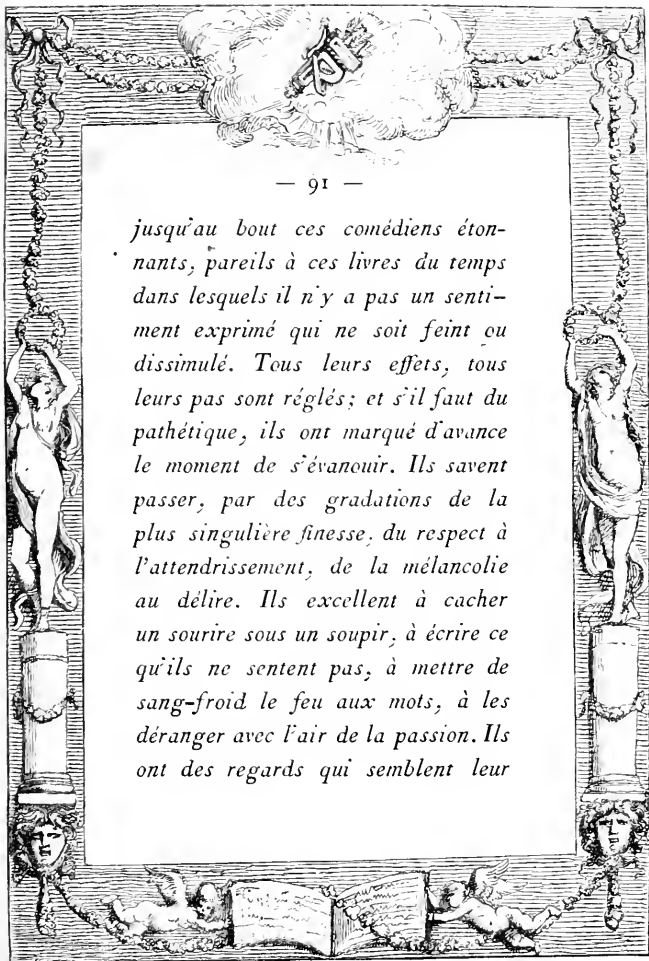 — 91 —
jusqu'au bout ces comédiens éton-
nants, pareils à ces livres du temps
dans lesquels il n'y a pas un senti-
ment exprimé qui ne soit feint ou
dissimulé. Tous leurs effets, tous
leurs pas sont réglés; et s'il faut du
pathétique, ils ont marqué d'avance
le moment de s'évanouir. Ils savent
passer, par des gradations de la
plus singulière finesse, du respect à
l'attendrissement, de la mélancolie
au délire. Ils excellent à cacher
un sourire sous un soupir, à écrire ce
qu'ils ne sentent pas, à mettre de
sang-froid le feu aux mots, à les
déranger avec l'air de la passion. Ils
ont des regards qui semblent leur